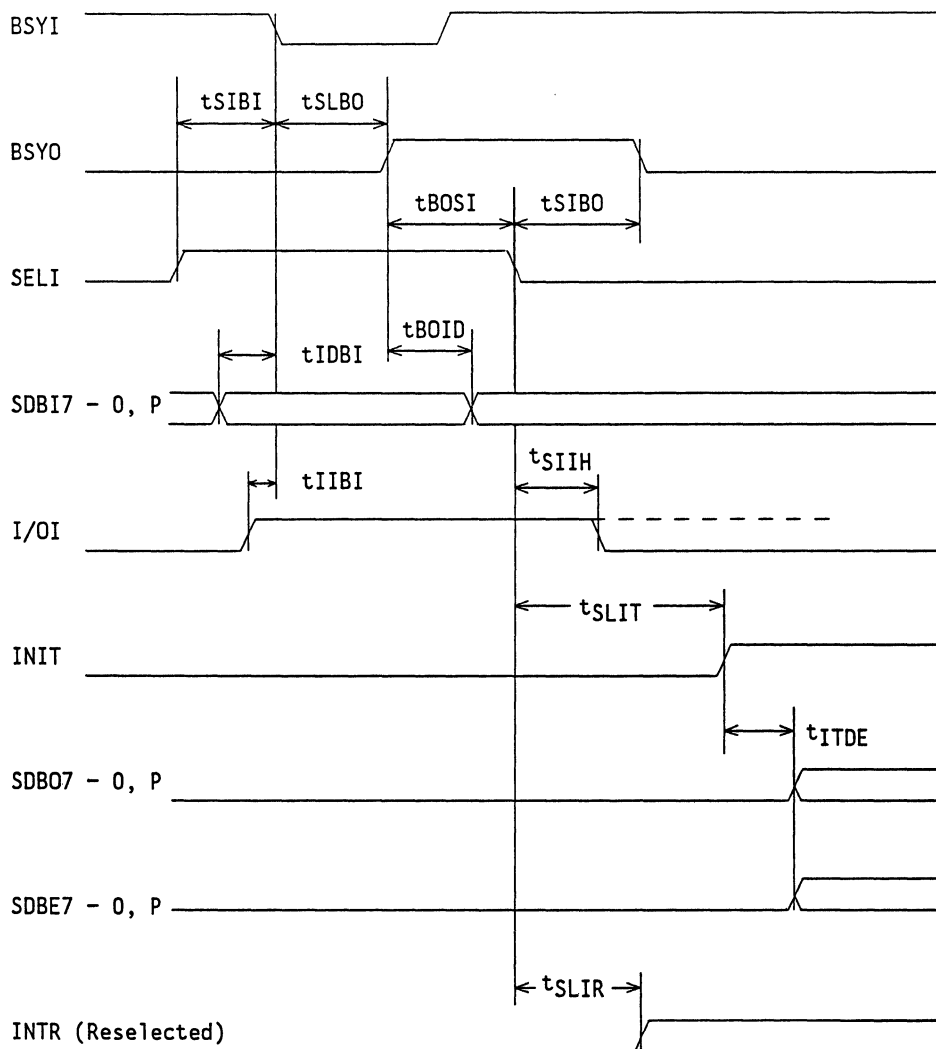 BSYI
tSIBI tSLBO
BSYO
tBOSI tSIBO
SELI
tBOID
tIDBI
SDBI7 - 0, P
tSIIH
tIIBI
I/OI
tSLIT
INIT
tITDE
SDBO7 - 0, P
SDBE7 - 0, P
tSLIR
INTR (Reselected)